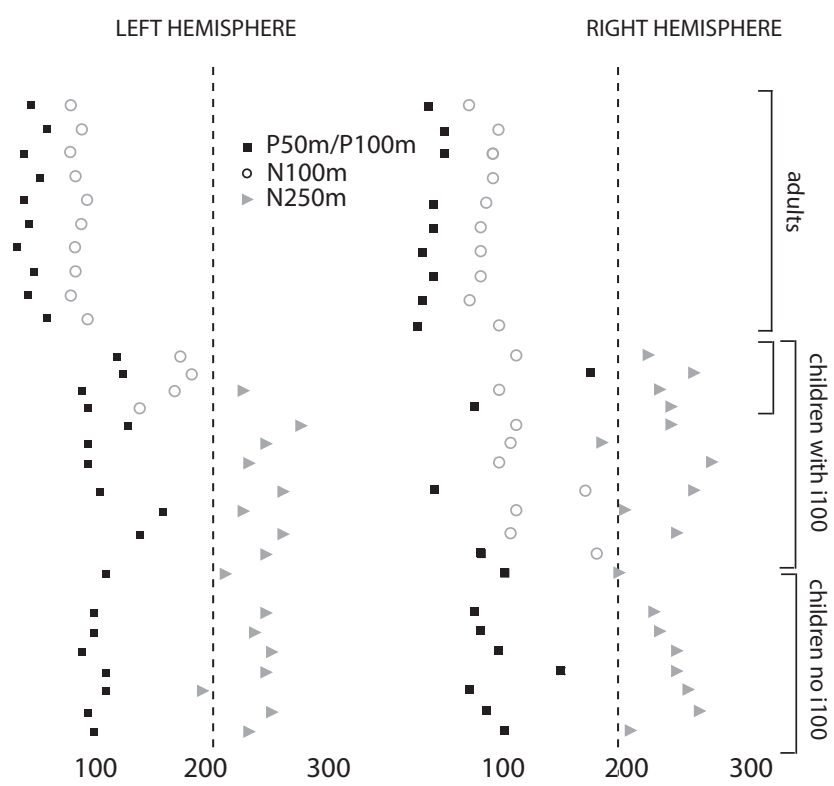 LEFT HEMISPHERE
RIGHT HEMISPHERE
P50m/P100m
N100m
N250m
adults
children with i100
children no i100
100 200 300
100 200 300